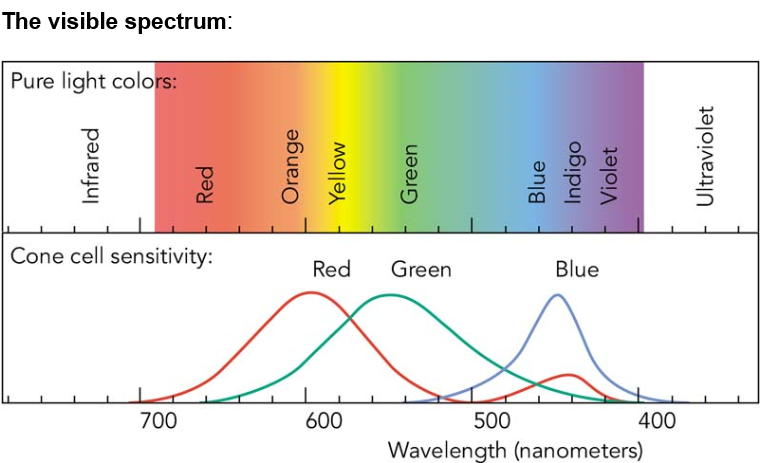 The visible spectrum:
Pure light colors:
Infrared
Red
Orange
Yellow
Green
Blue
Indigo
Violet
Ultraviolet
Cone cell sensitivity:
Red Green Blue
700 600 500 400
Wavelength (nanometers)